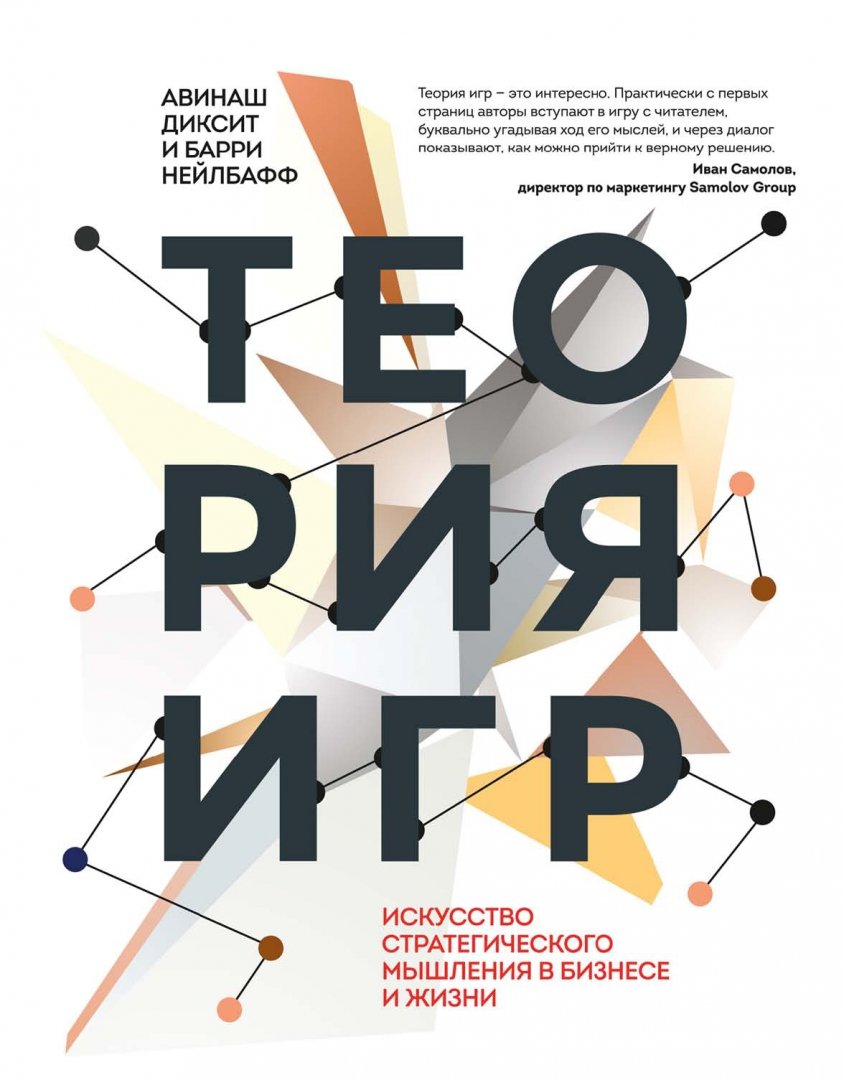 АВИНАШ
ДИКСИТ
И БАРРИ
НЕЙЛБАФФ
Теория игр – это интересно. Практически с первых
страниц авторы вступают в игру с читателем,
буквально угадывая ход его мыслей, и через диалог
показывают, как можно прийти к верному решению.
Иван Самолов,
директор по маркетингу Samolov Group
ТЕО
РИЯ
ИГР
ИСКУССТВО
СТРАТЕГИЧЕСКОГО
МЫШЛЕНИЯ В БИЗНЕСЕ
И ЖИЗНИ